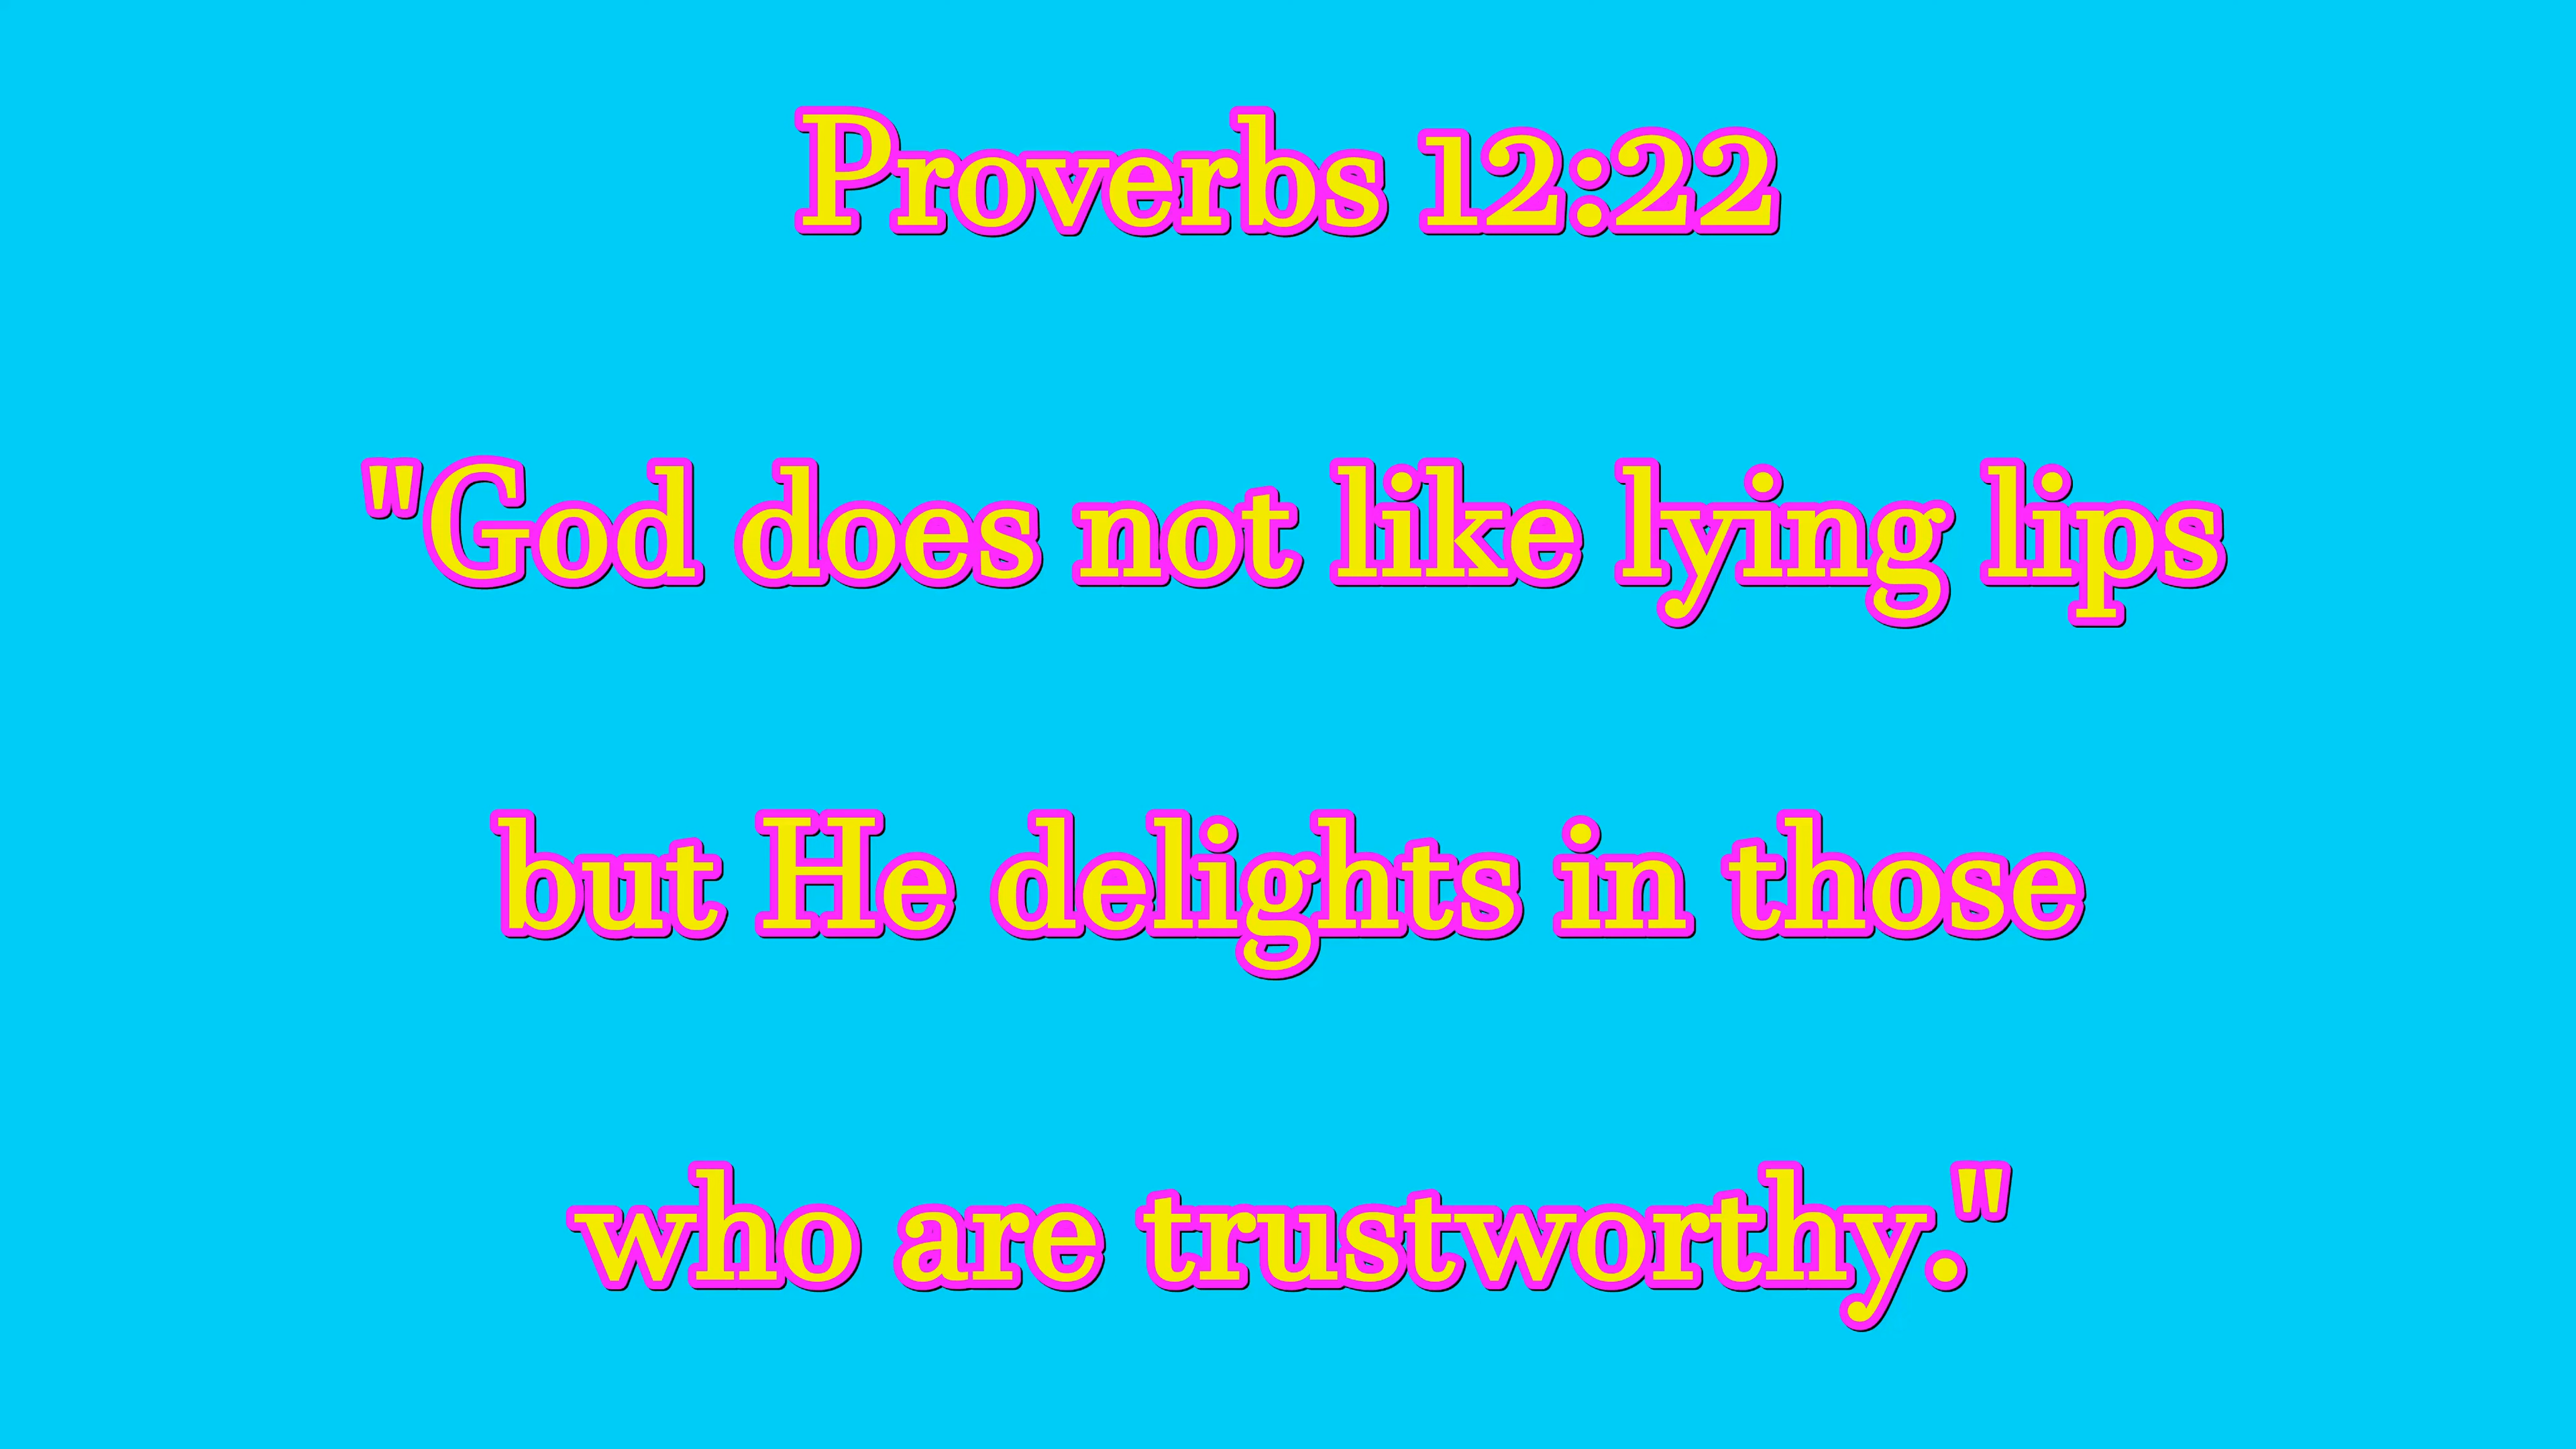 Proverbs 12:22
"God does not like lying lips
but He delights in those
who are trustworthy."